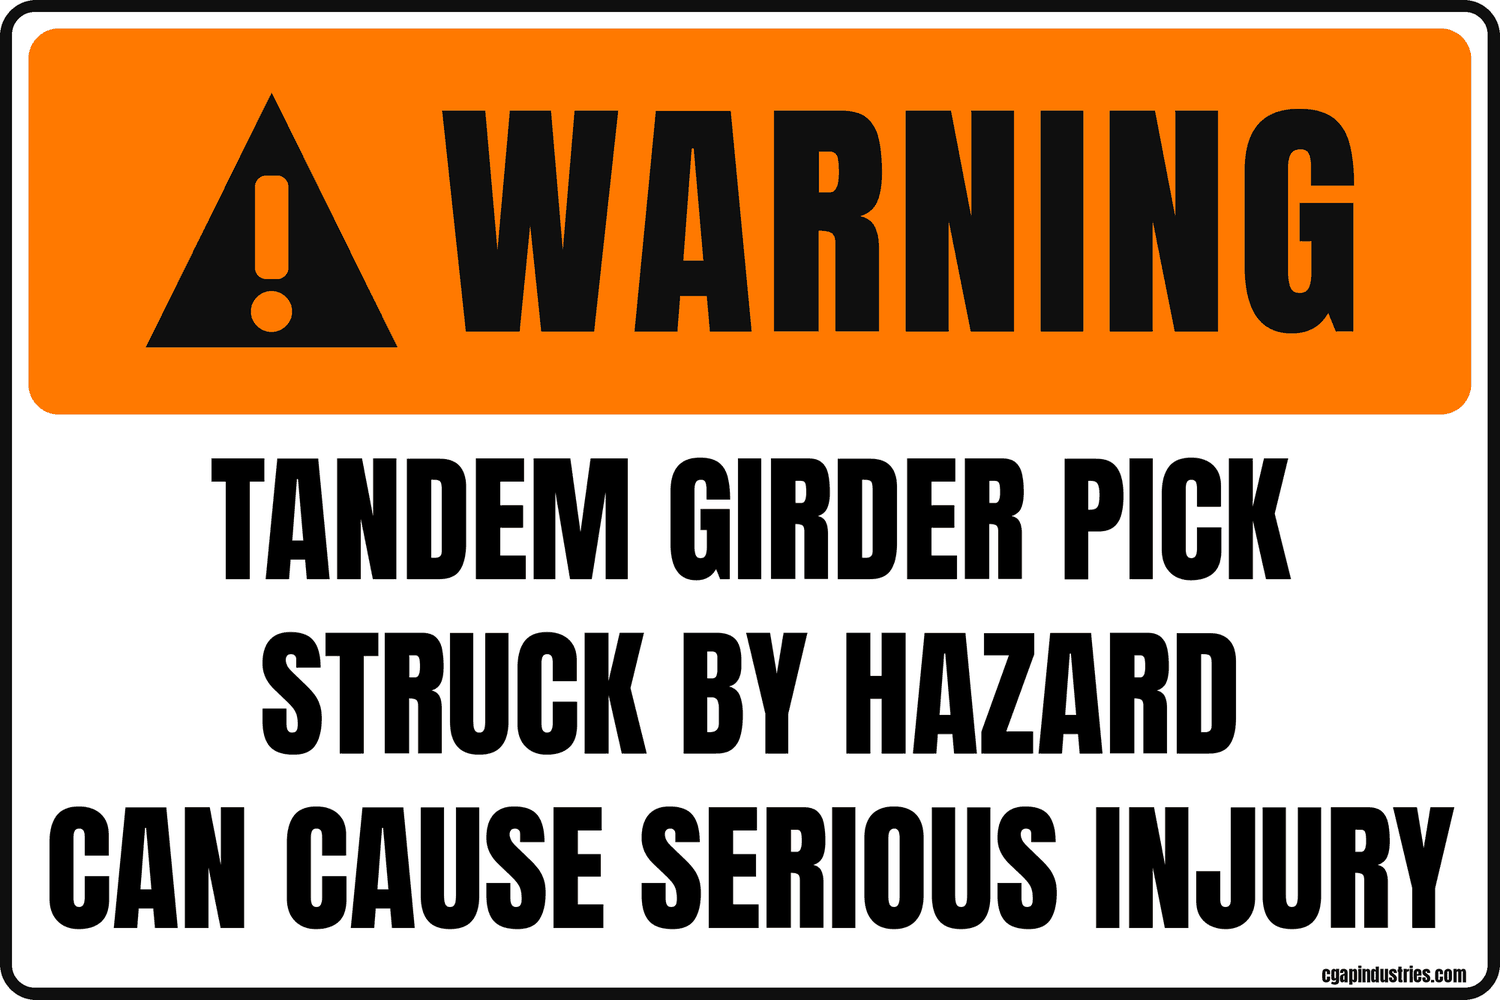 WARNING
TANDEM GIRDER PICK
STRUCK BY HAZARD
CAN CAUSE SERIOUS INJURY
cgapindustries.com